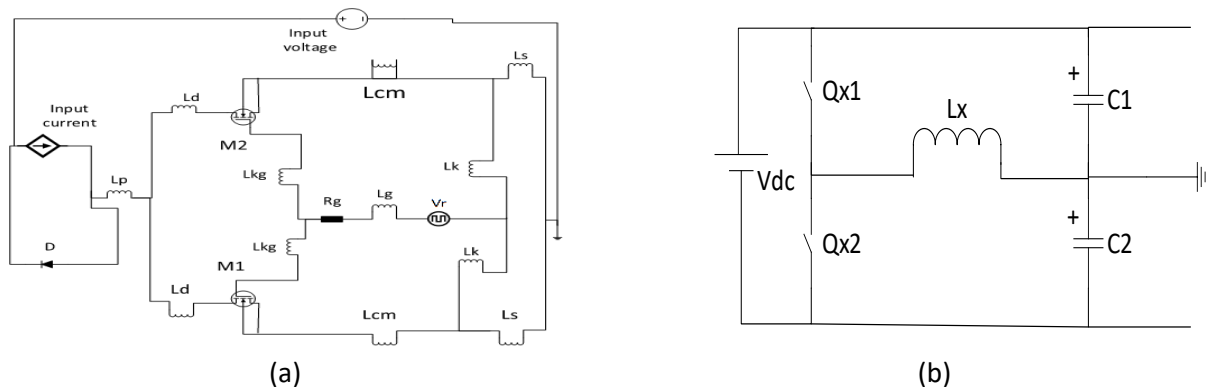 Input
voltage
Ls
Lcm
Ld
Input
current
M2
Lk
Lp
Lkg
Rg
Lg
Vr
D
Lkg
M1
Lk
Ld
Lcm
Ls
(a)
+
Qx1
C1
Lx
Vdc
+
Qx2
C2
(b)